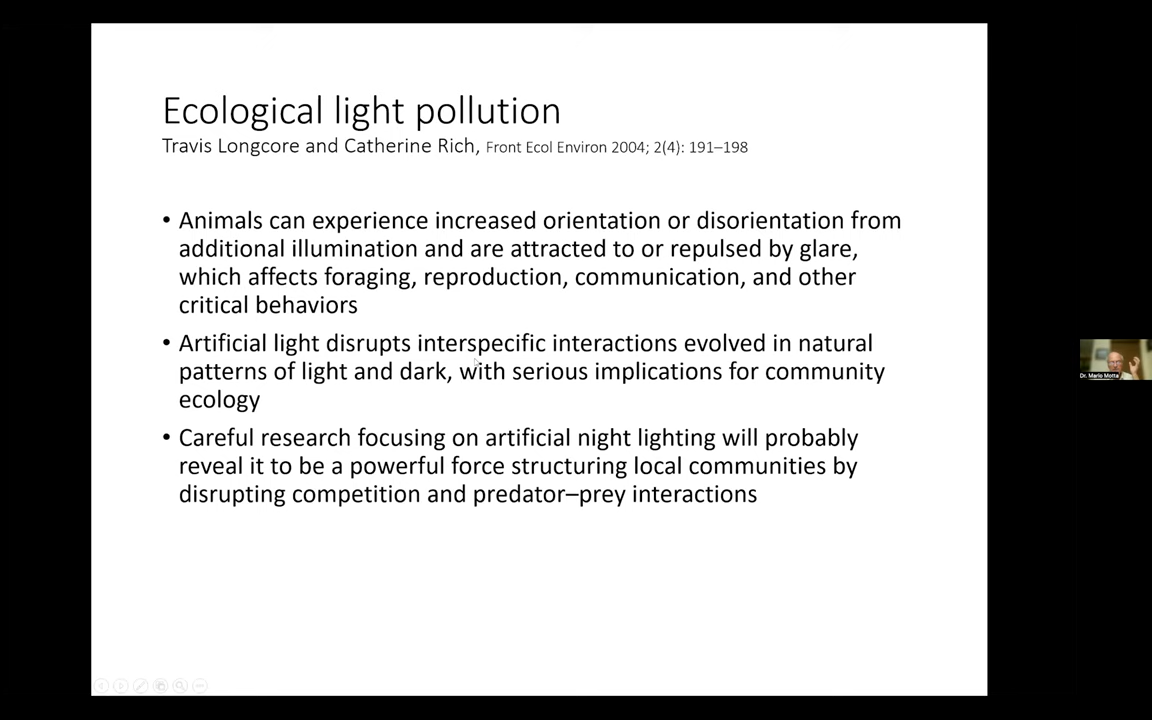 Ecological light pollution
Travis Longcore and Catherine Rich, Front Ecol Environ 2004; 2(4): 191–198
• Animals can experience increased orientation or disorientation from
additional illumination and are attracted to or repulsed by glare,
which affects foraging, reproduction, communication, and other
critical behaviors
• Artificial light disrupts interspecific interactions evolved in natural
patterns of light and dark, with serious implications for community
ecology
• Careful research focusing on artificial night lighting will probably
reveal it to be a powerful force structuring local communities by
disrupting competition and predator–prey interactions
Dr. Mario Motta